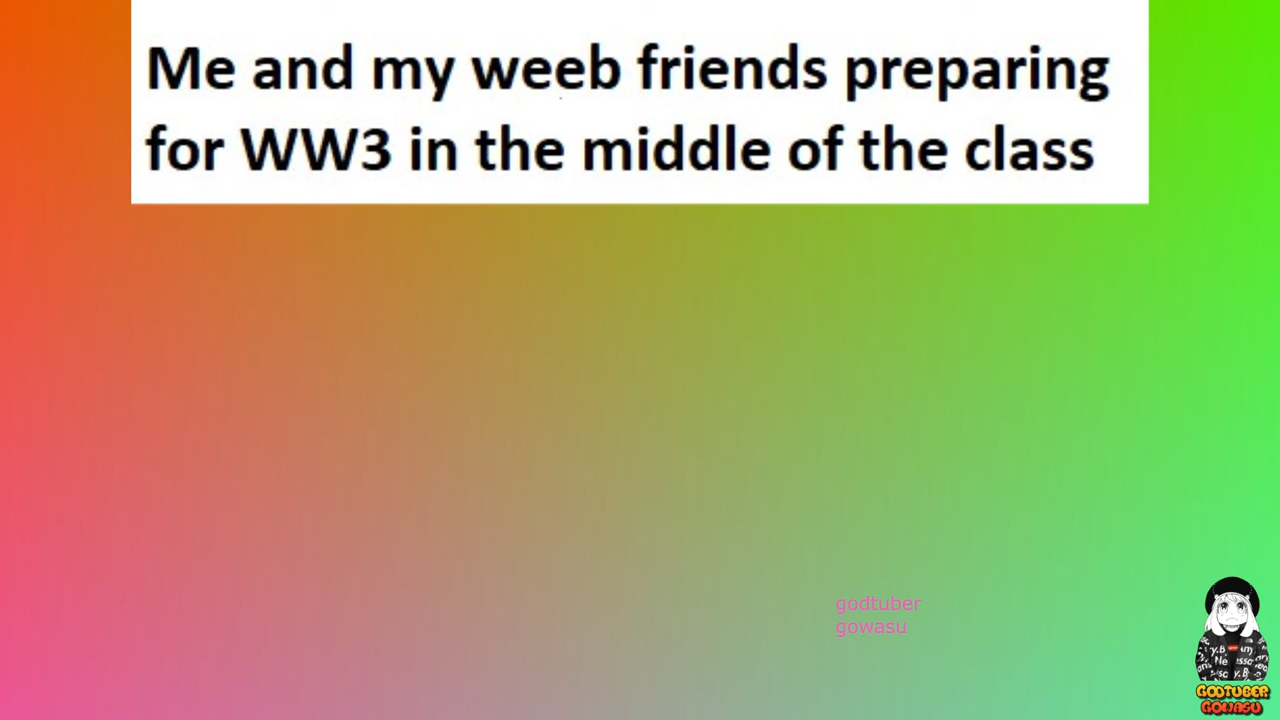 Me and my weeb friends preparing
for WW3 in the middle of the class
godtuber
gowasu
GODTUBER
GOWASU